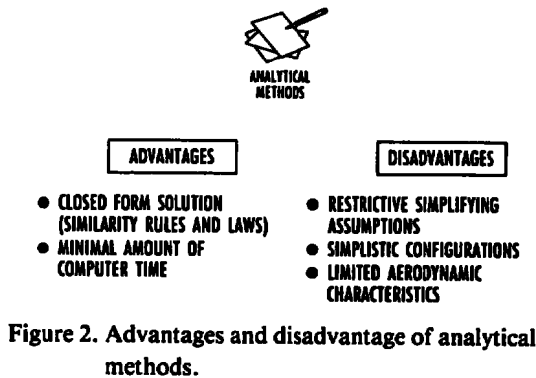 ANALYTICAL
METHODS
ADVANTAGES
● CLOSED FORM SOLUTION
(SIMILARITY RULES AND LAWS)
● MINIMAL AMOUNT OF
COMPUTER TIME
DISADVANTAGES
● RESTRICTIVE SIMPLIFYING
ASSUMPTIONS
● SIMPLISTIC CONFIGURATIONS
● LIMITED AERODYNAMIC
CHARACTERISTICS
Figure 2. Advantages and disadvantage of analytical
methods.